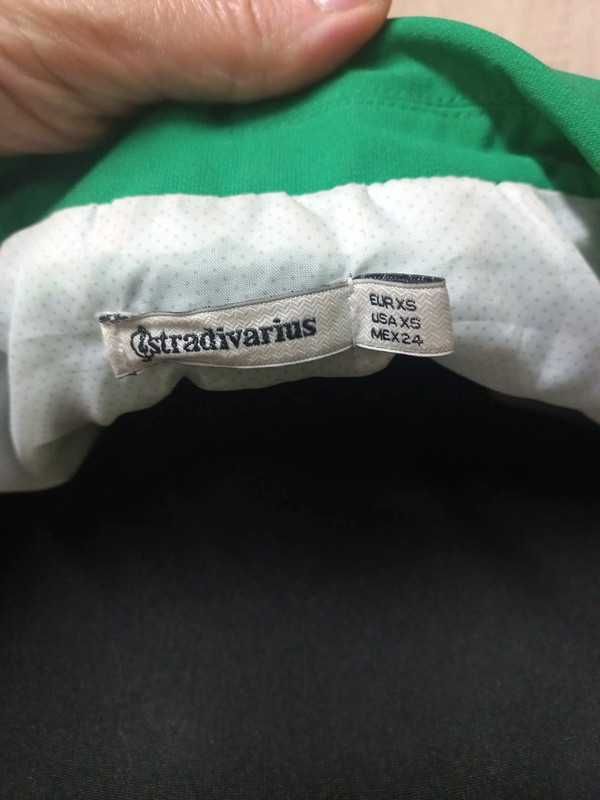 stradivarius
EUR XS
USA XS
MEX 24